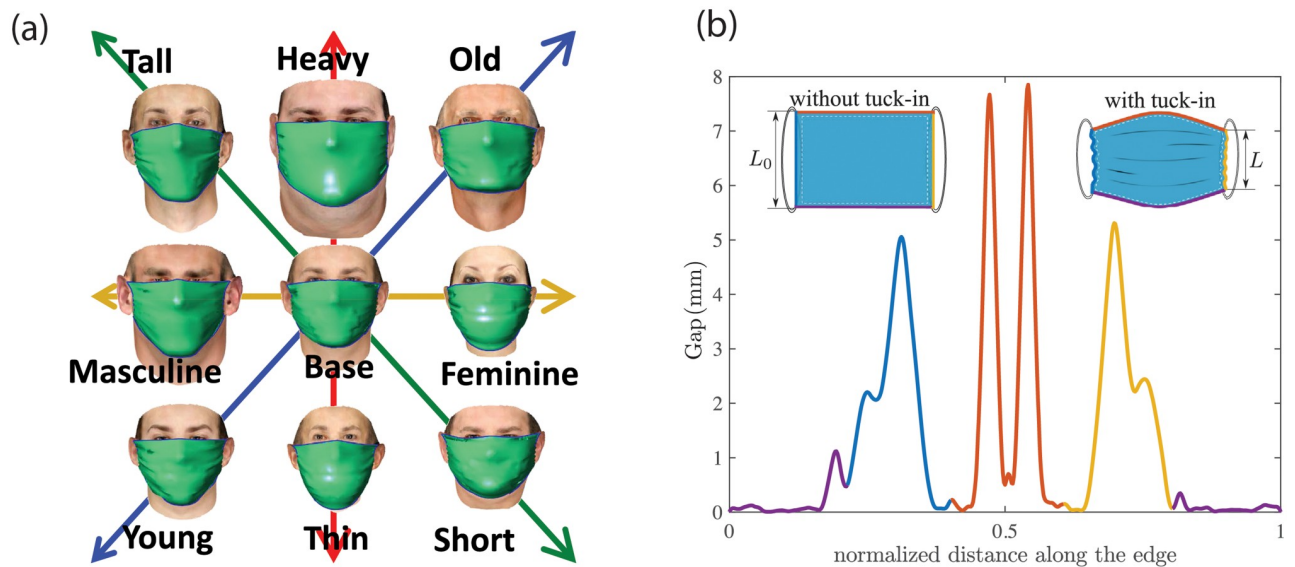 (a)
Tall
Heavy
Old
Masculine
Base
Feminine
Young
Thin
Short
(b)
8
7
6
5
4
3
2
1
0
Gap (mm)
without tuck-in
L₀
with tuck-in
L
0
0.5
1
normalized distance along the edge